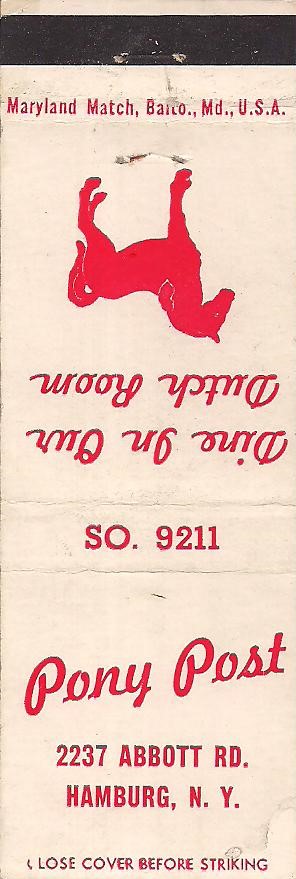 Maryland Match, Balto., Md., U.S.A.
Dine In Our
Dutch Room
SO. 9211
Pony Post
2237 ABBOTT RD.
HAMBURG, N. Y.
LOSE COVER BEFORE STRIKING